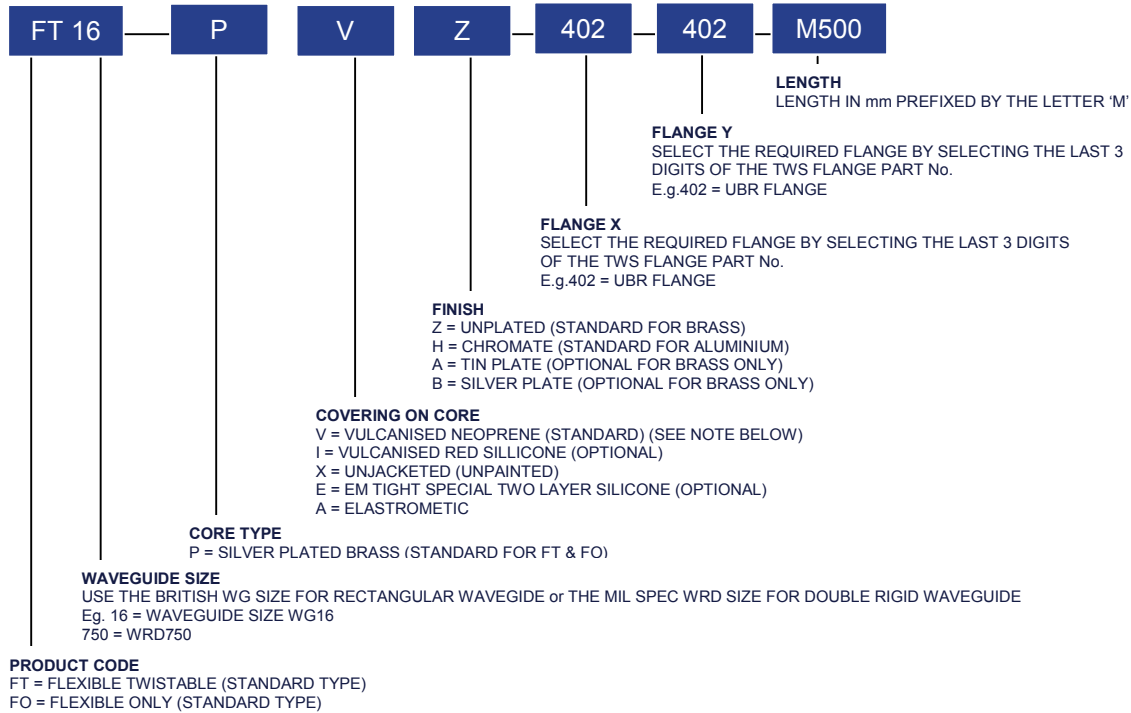 FT 16 P V Z 402 402 M500
LENGTH
LENGTH IN mm PREFIXED BY THE LETTER ‘M’
FLANGE Y
SELECT THE REQUIRED FLANGE BY SELECTING THE LAST 3
DIGITS OF THE TWS FLANGE PART No.
E.g.402 = UBR FLANGE
FLANGE X
SELECT THE REQUIRED FLANGE BY SELECTING THE LAST 3 DIGITS
OF THE TWS FLANGE PART No.
E.g.402 = UBR FLANGE
FINISH
Z = UNPLATED (STANDARD FOR BRASS)
H = CHROMATE (STANDARD FOR ALUMINIUM)
A = TIN PLATE (OPTIONAL FOR BRASS ONLY)
B = SILVER PLATE (OPTIONAL FOR BRASS ONLY)
COVERING ON CORE
V = VULCANISED NEOPRENE (STANDARD) (SEE NOTE BELOW)
I = VULCANISED RED SILLICONE (OPTIONAL)
X = UNJACKETED (UNPAINTED)
E = EM TIGHT SPECIAL TWO LAYER SILICONE (OPTIONAL)
A = ELASTROMETIC
CORE TYPE
P = SILVER PLATED BRASS (STANDARD FOR FT & FO)
WAVEGUIDE SIZE
USE THE BRITISH WG SIZE FOR RECTANGULAR WAVEGIDE or THE MIL SPEC WRD SIZE FOR DOUBLE RIGID WAVEGUIDE
Eg. 16 = WAVEGUIDE SIZE WG16
750 = WRD750
PRODUCT CODE
FT = FLEXIBLE TWISTABLE (STANDARD TYPE)
FO = FLEXIBLE ONLY (STANDARD TYPE)